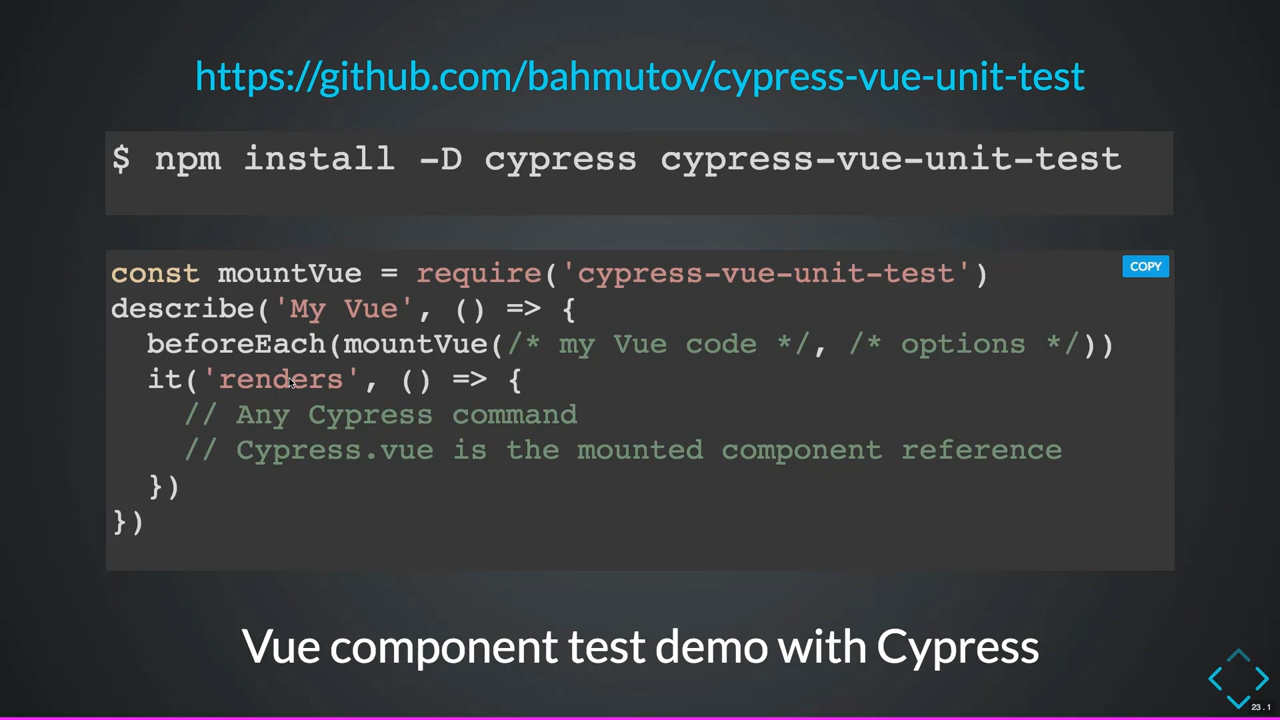 https://github.com/bahmutov/cypress-vue-unit-test
$ npm install -D cypress cypress-vue-unit-test
COPY
const mountVue = require('cypress-vue-unit-test')
describe('My Vue', () => {
  beforeEach(mountVue(/* my Vue code */, /* options */))
  it('renders', () => {
    // Any Cypress command
    // Cypress.vue is the mounted component reference
  })
})
Vue component test demo with Cypress
23.1